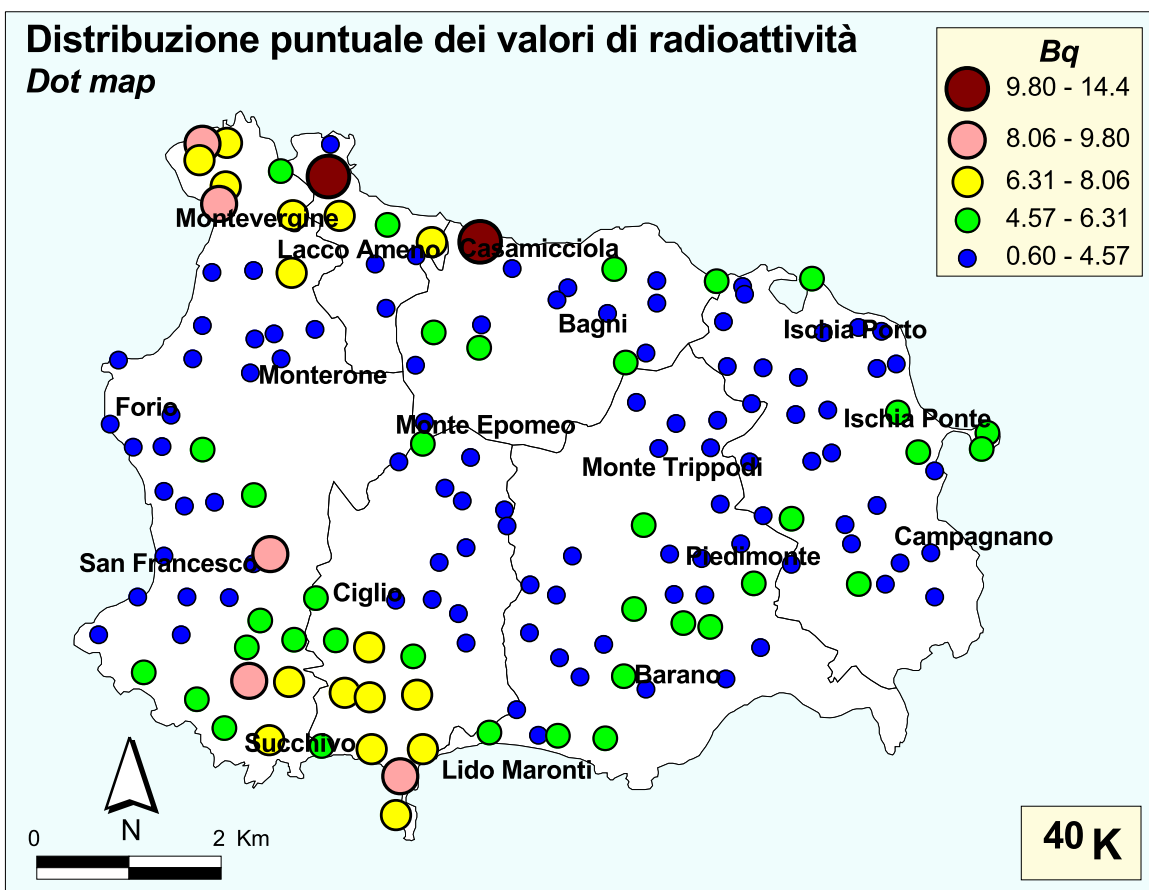 Distribuzione puntuale dei valori di radioattività
Dot map
Bq
9.80 - 14.4
8.06 - 9.80
6.31 - 8.06
4.57 - 6.31
0.60 - 4.57
Montevergine
Lacco Ameno
Casamicciola
Bagni
Ischia Porto
Monterone
Forio
Monte Epomeo
Ischia Ponte
Monte Trippodi
San Francesco
Ciglio
Piedimonte
Campagnano
Barano
Succhivo
Lido Maronti
N
0 2 Km
40 K